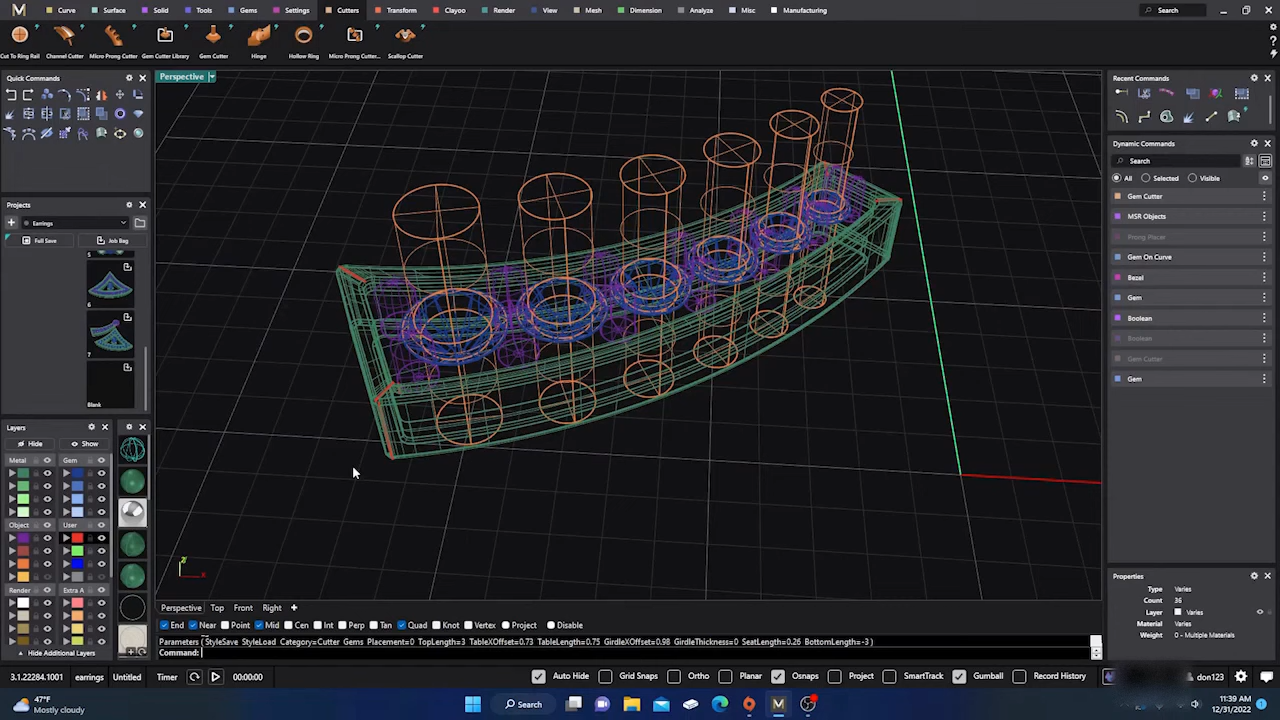 Curve Surface Solid Tools Gems Settings Cutters Transform Clayoo Render View Mesh Dimension Analyze Misc Manufacturing Search
Cut To Ring Rail Channel Cutter Micro Prong Cutter Gem Cutter Library Gem Cutter Hinge Hollow Ring Micro Prong Cutter... Scallop Cutter
Quick Commands
Projects
Earrings
Full Save Job Bag
5
6
7
Blank
Layers
Hide Show
Metal Gem
Object User
Render Extra A
Hide Additional Layers
Perspective
z
x
Perspective Top Front Right
End Near Point Mid Cen Int Perp Tan Quad Knot Vertex Project Disable
Parameters ( StyleSave StyleLoad Category=Cutter Gems Placement=0 TopLength=3 TableXOffset=0.73 TableLength=0.75 GirdleXOffset=0.98 GirdleThickness=0 SeatLength=0.26 BottomLength=-3 )
Command:
Recent Commands
Dynamic Commands
Search
All Selected Visible
Gem Cutter
MSR Objects
Prong Placer
Gem On Curve
Bezel
Gem
Boolean
Boolean
Gem Cutter
Gem
Properties
Type Varies
Count 36
Layer Varies
Material Varies
Weight 0 - Multiple Materials
3.1.22284.1001 earrings Untitled Timer 00:00:00 Auto Hide Grid Snaps Ortho Planar Osnaps Project SmartTrack Gumball Record History don123
47°F
Mostly cloudy
Search
11:39 AM
12/31/2022